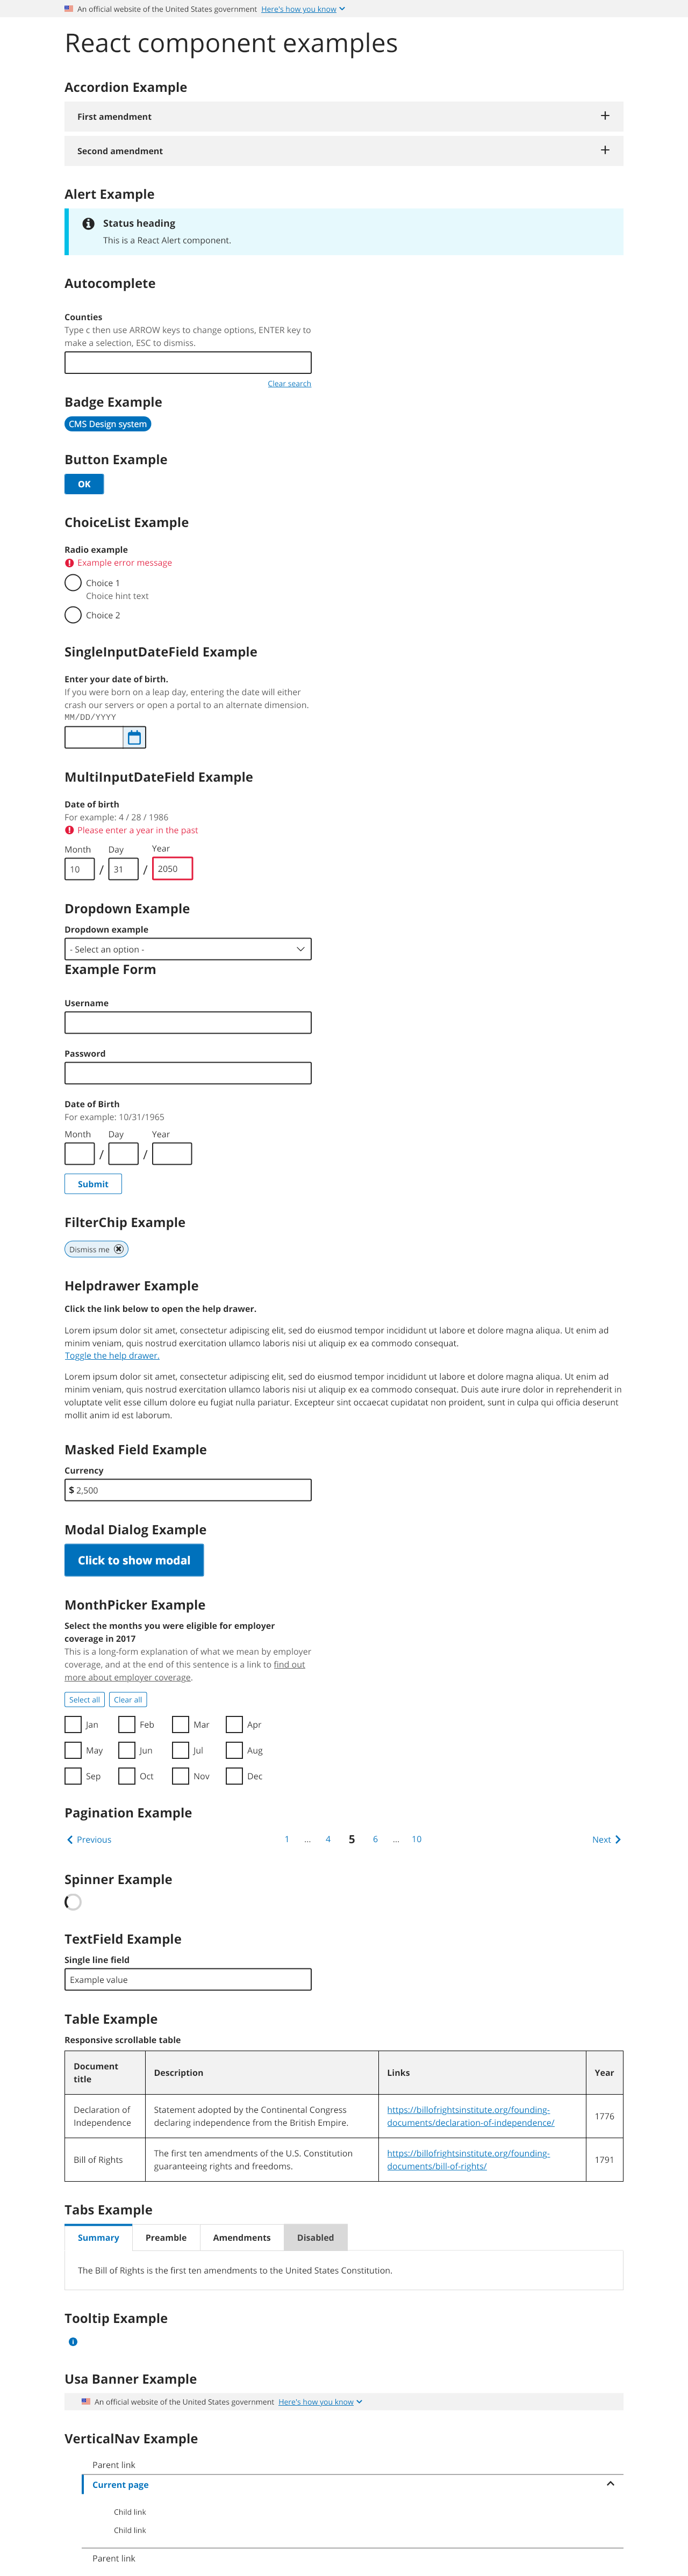 An official website of the United States government Here's how you know
React component examples
Accordion Example
First amendment
Second amendment
Alert Example
Status heading
This is a React Alert component.
Autocomplete
Counties
Type c then use ARROW keys to change options, ENTER key to
make a selection, ESC to dismiss.
Clear search
Badge Example
CMS Design system
Button Example
OK
ChoiceList Example
Radio example
Example error message
Choice 1
Choice hint text
Choice 2
SingleInputDateField Example
Enter your date of birth.
If you were born on a leap day, entering the date will either
crash our servers or open a portal to an alternate dimension.
MM/DD/YYYY
MultiInputDateField Example
Date of birth
For example: 4 / 28 / 1986
Please enter a year in the past
Month Day Year
10 / 31 / 2050
Dropdown Example
Dropdown example
- Select an option -
Example Form
Username
Password
Date of Birth
For example: 10/31/1965
Month Day Year
/ /
Submit
FilterChip Example
Dismiss me
Helpdrawer Example
Click the link below to open the help drawer.
Lorem ipsum dolor sit amet, consectetur adipiscing elit, sed do eiusmod tempor incididunt ut labore et dolore magna aliqua. Ut enim ad
minim veniam, quis nostrud exercitation ullamco laboris nisi ut aliquip ex ea commodo consequat.
Toggle the help drawer.
Lorem ipsum dolor sit amet, consectetur adipiscing elit, sed do eiusmod tempor incididunt ut labore et dolore magna aliqua. Ut enim ad
minim veniam, quis nostrud exercitation ullamco laboris nisi ut aliquip ex ea commodo consequat. Duis aute irure dolor in reprehenderit in
voluptate velit esse cillum dolore eu fugiat nulla pariatur. Excepteur sint occaecat cupidatat non proident, sunt in culpa qui officia deserunt
mollit anim id est laborum.
Masked Field Example
Currency
$ 2,500
Modal Dialog Example
Click to show modal
MonthPicker Example
Select the months you were eligible for employer
coverage in 2017
This is a long-form explanation of what we mean by employer
coverage, and at the end of this sentence is a link to find out
more about employer coverage.
Select all Clear all
Jan Feb Mar Apr
May Jun Jul Aug
Sep Oct Nov Dec
Pagination Example
Previous 1 ... 4 5 6 ... 10 Next
Spinner Example
TextField Example
Single line field
Example value
Table Example
Responsive scrollable table
Document
title
Description
Links
Year
Declaration of
Independence
Statement adopted by the Continental Congress
declaring independence from the British Empire.
https://billofrightsinstitute.org/founding-
documents/declaration-of-independence/
1776
Bill of Rights
The first ten amendments of the U.S. Constitution
guaranteeing rights and freedoms.
https://billofrightsinstitute.org/founding-
documents/bill-of-rights/
1791
Tabs Example
Summary Preamble Amendments Disabled
The Bill of Rights is the first ten amendments to the United States Constitution.
Tooltip Example
Usa Banner Example
An official website of the United States government Here's how you know
VerticalNav Example
Parent link
Current page
Child link
Child link
Parent link